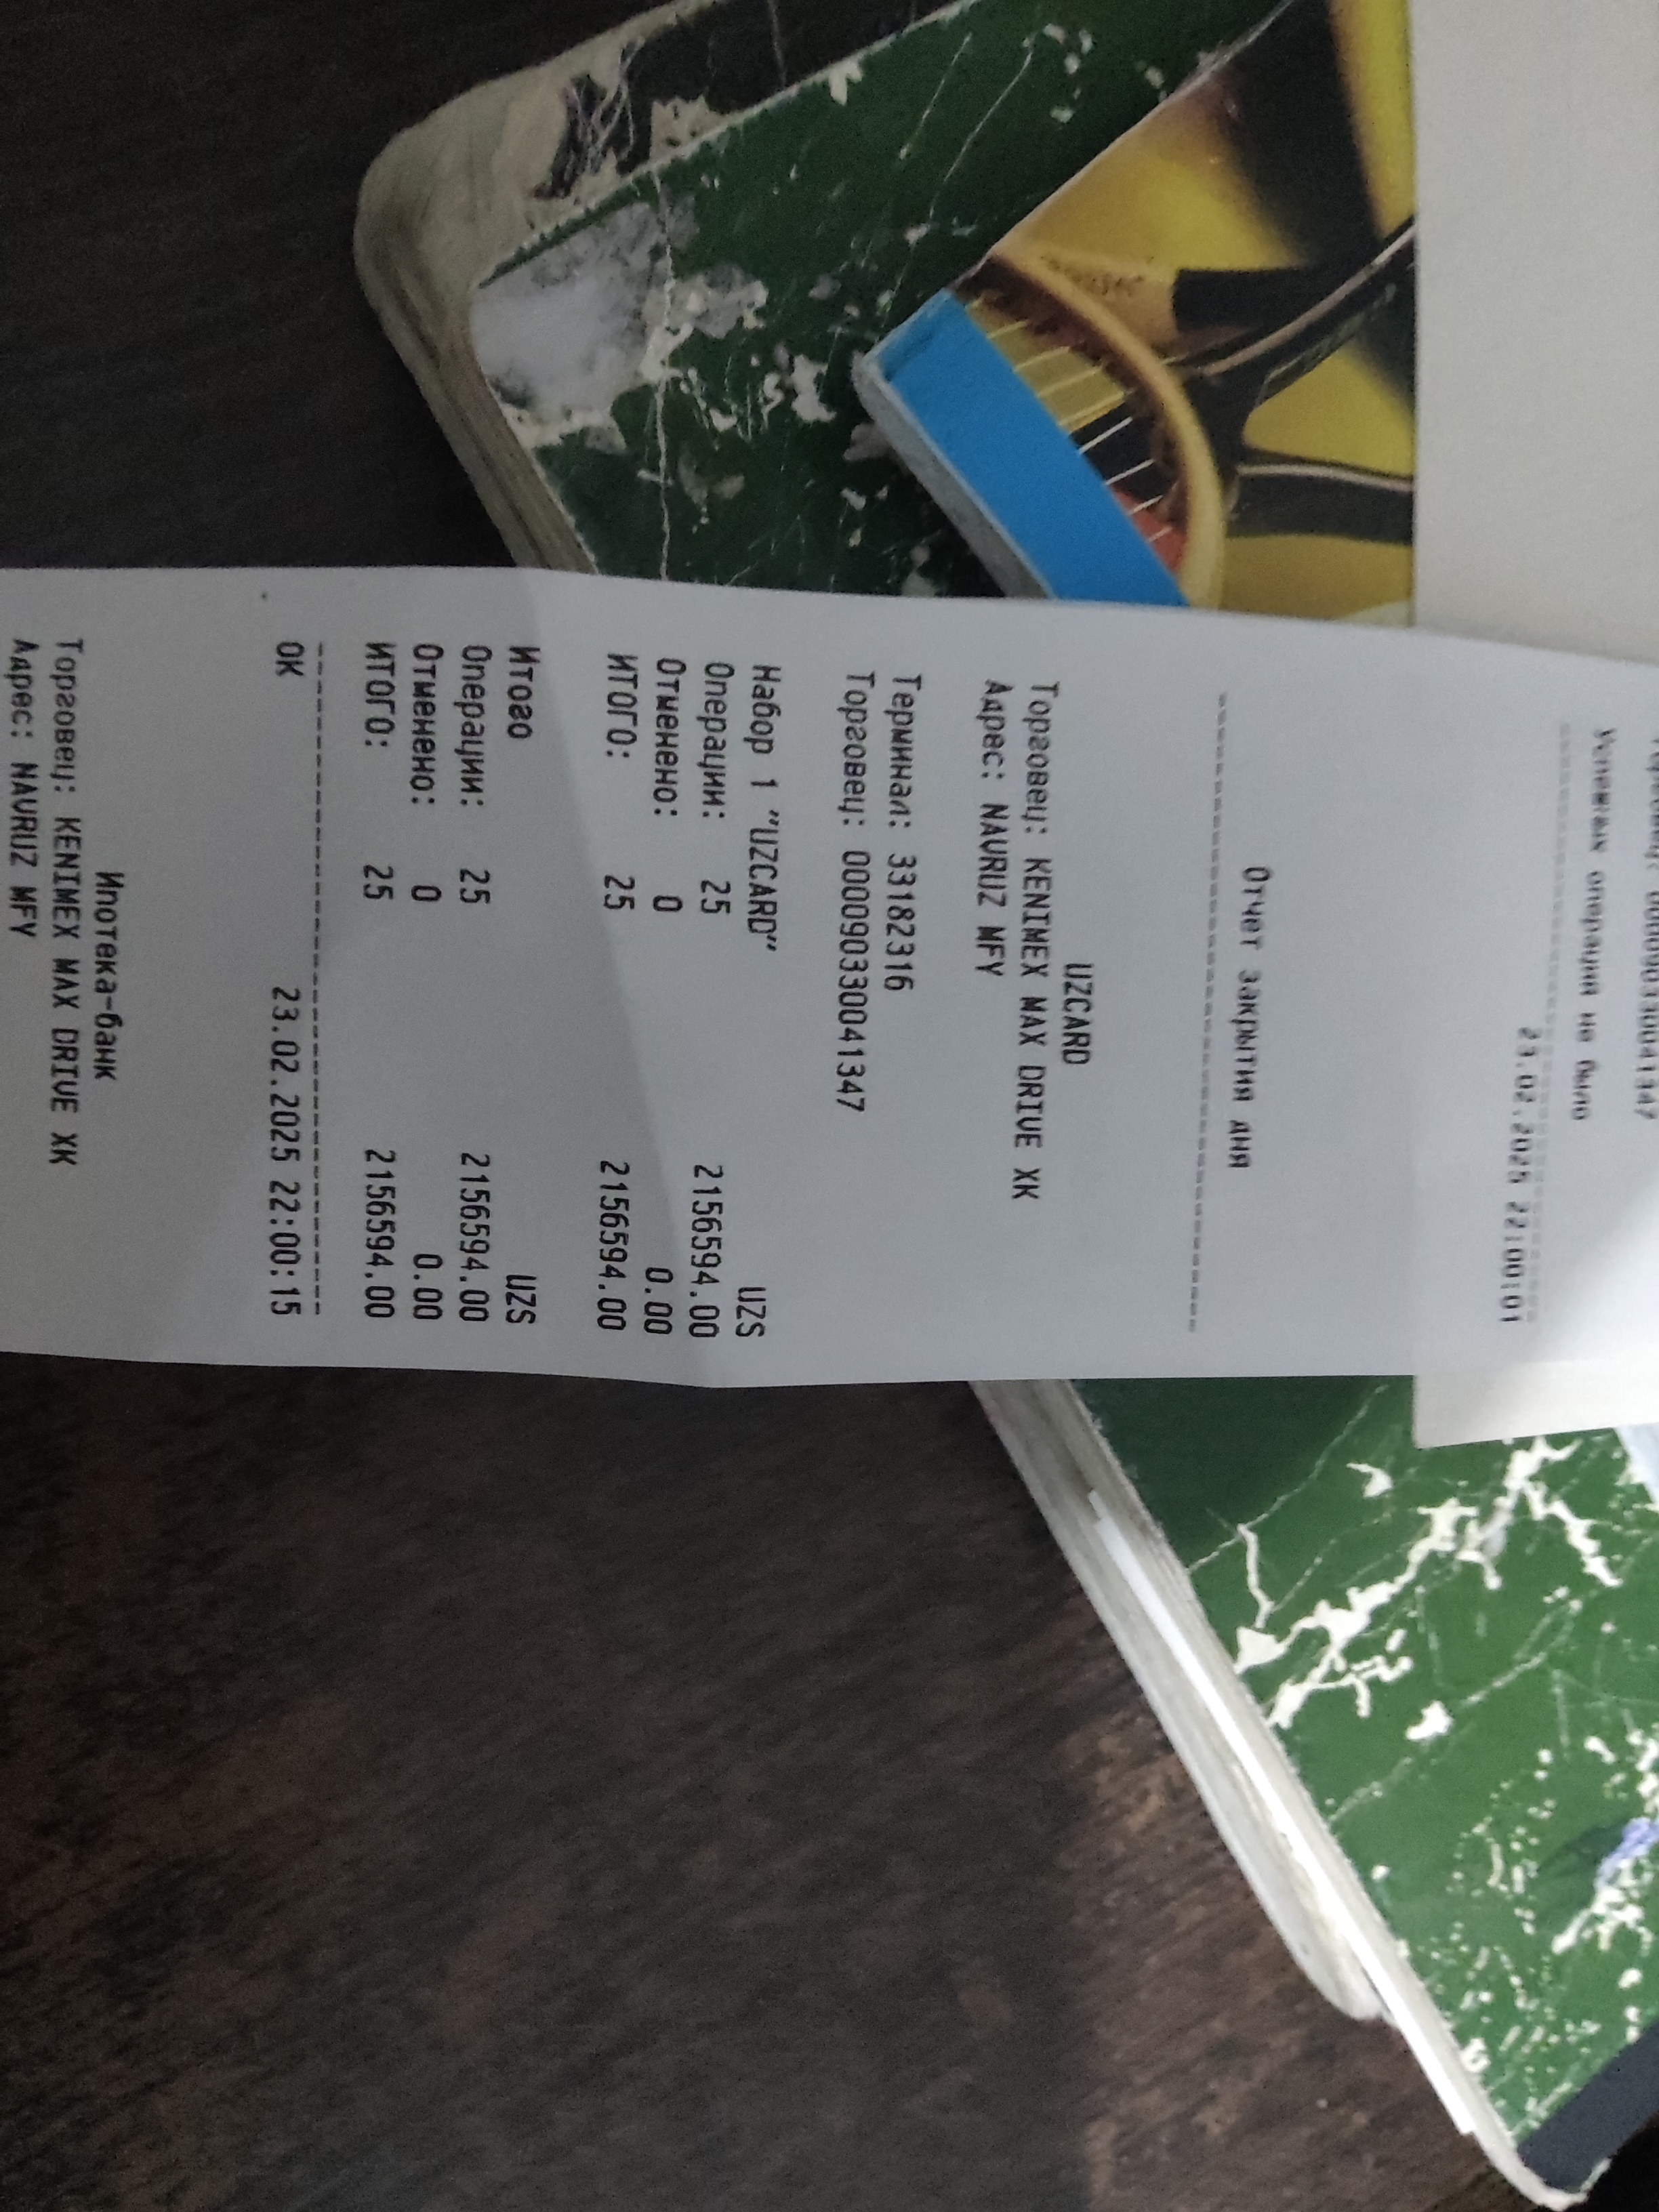 000090330041347
Успешных операций не было
23.02.2025 22:00:01
Отчет закрытия дня
UZCARD
Торговец: KENIMEX MAX DRIVE XK
Адрес: NAVRUZ MFY
Терминал: 33182316
Торговец: 000090330041347
Набор 1 "UZCARD" UZS
Операции: 25 2156594.00
Отменено: 0 0.00
ИТОГО: 25 2156594.00
Итого UZS
Операции: 25 2156594.00
Отменено: 0 0.00
ИТОГО: 25 2156594.00
OK 23.02.2025 22:00:15
Ипотека-банк
Торговец: KENIMEX MAX DRIVE XK
Адрес: NAVRUZ MFY